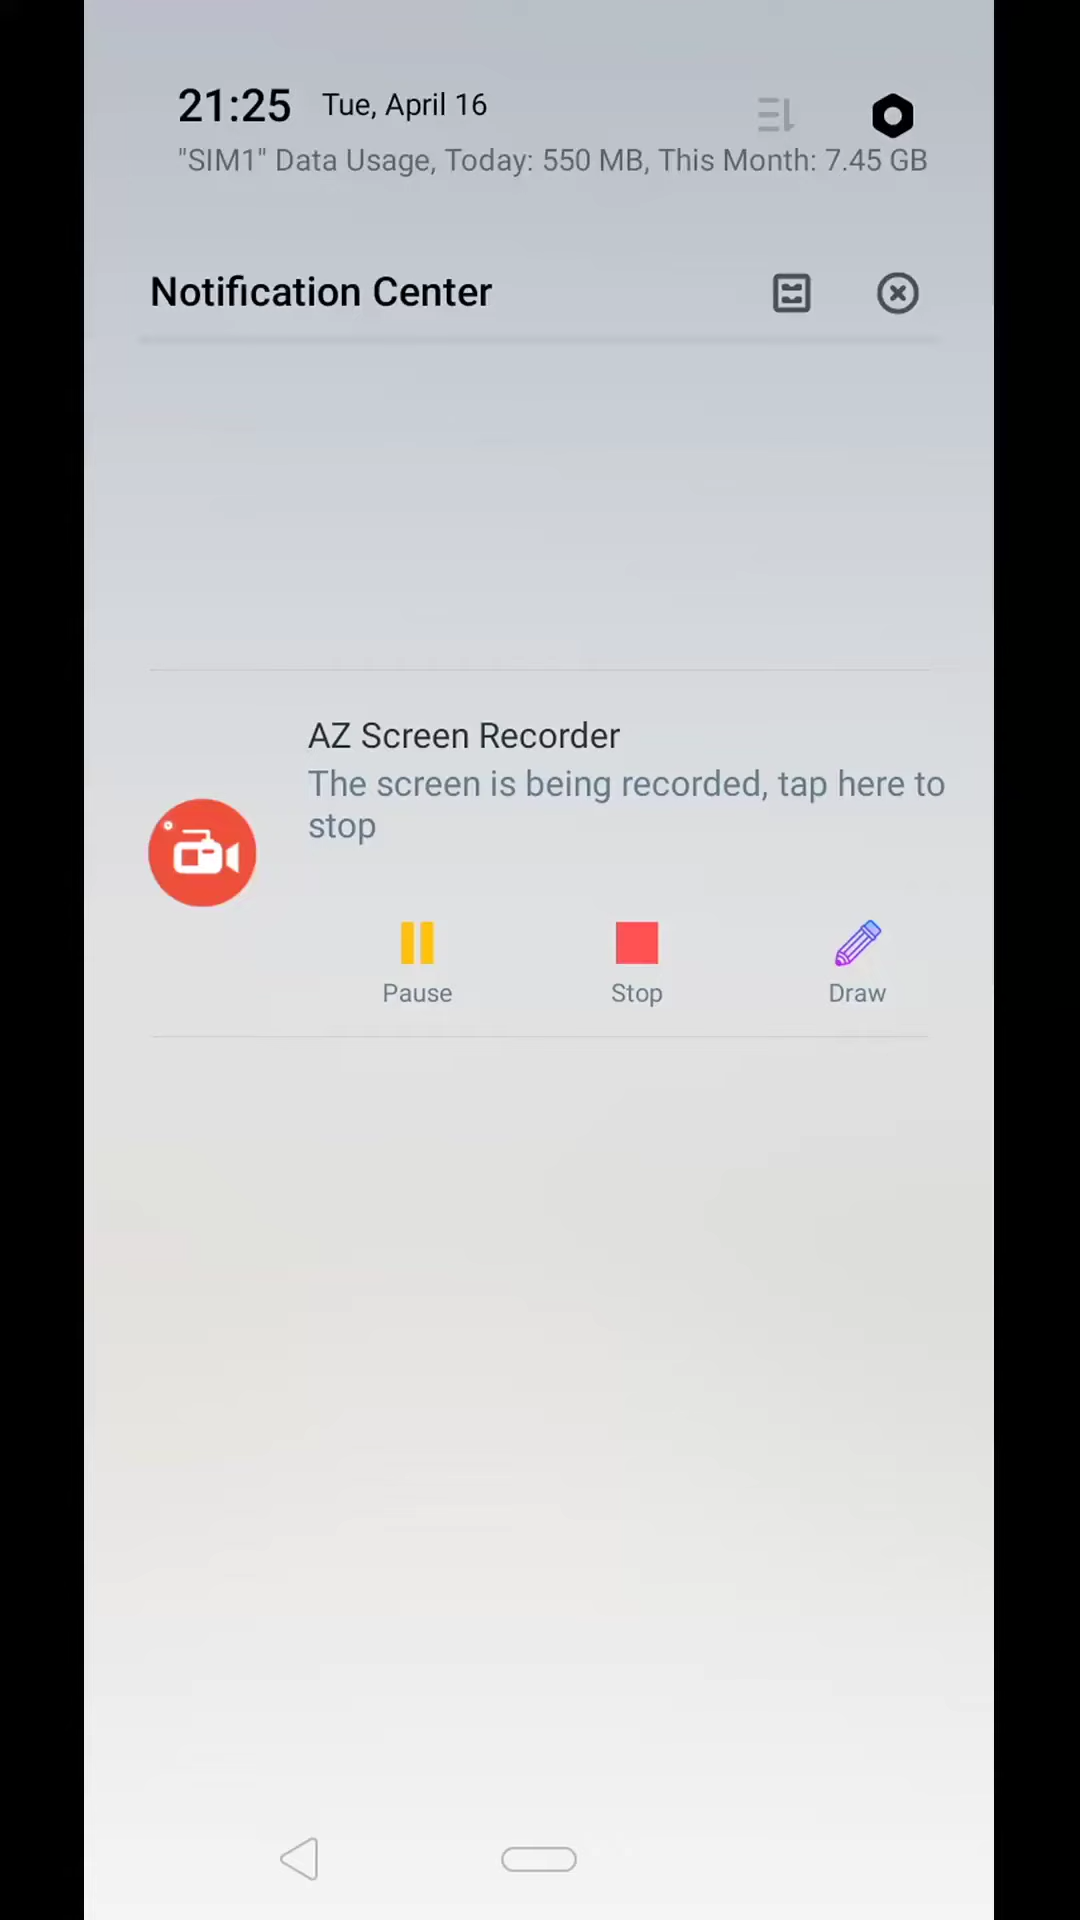 21:25 Tue, April 16
"SIM1" Data Usage, Today: 550 MB, This Month: 7.45 GB
Notification Center
AZ Screen Recorder
The screen is being recorded, tap here to
stop
Pause Stop Draw